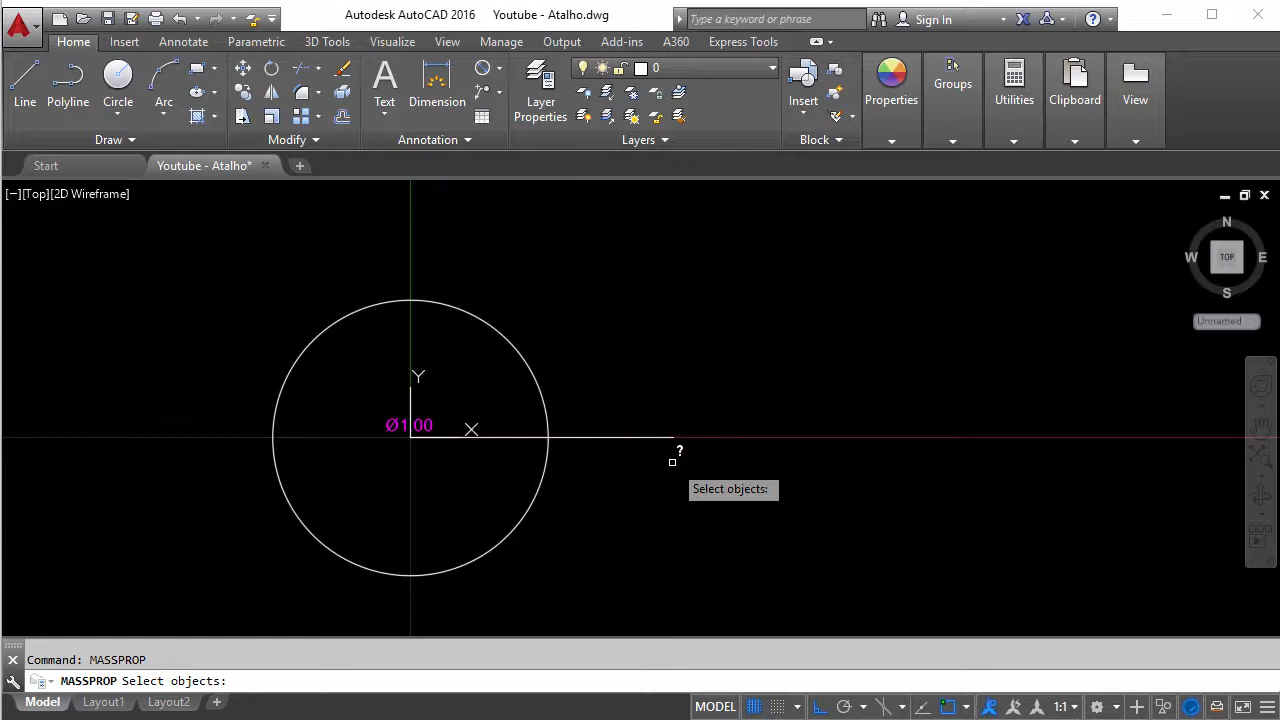 Autodesk AutoCAD 2016 Youtube - Atalho.dwg Type a keyword or phrase Sign In
Home Insert Annotate Parametric 3D Tools Visualize View Manage Output Add-ins A360 Express Tools
0
Line Polyline Circle Arc Text Dimension Layer Properties Insert Properties Groups Utilities Clipboard View
Draw Modify Annotation Layers Block
Start Youtube - Atalho*
[−][Top][2D Wireframe]
N
W TOP E
S
Unnamed
Y
Ø1.00 X
?
Select objects:
Command: MASSPROP
MASSPROP Select objects:
Model Layout1 Layout2 + MODEL 1:1